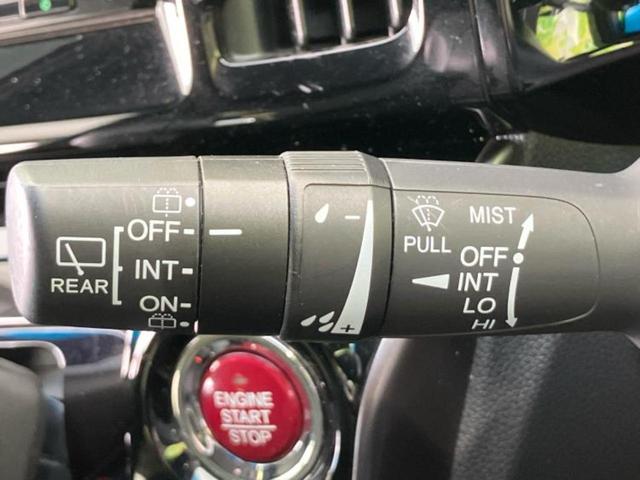 REAR
OFF
INT
ON
−
+
PULL
MIST
OFF
INT
LO
HI
ENGINE
START
STOP